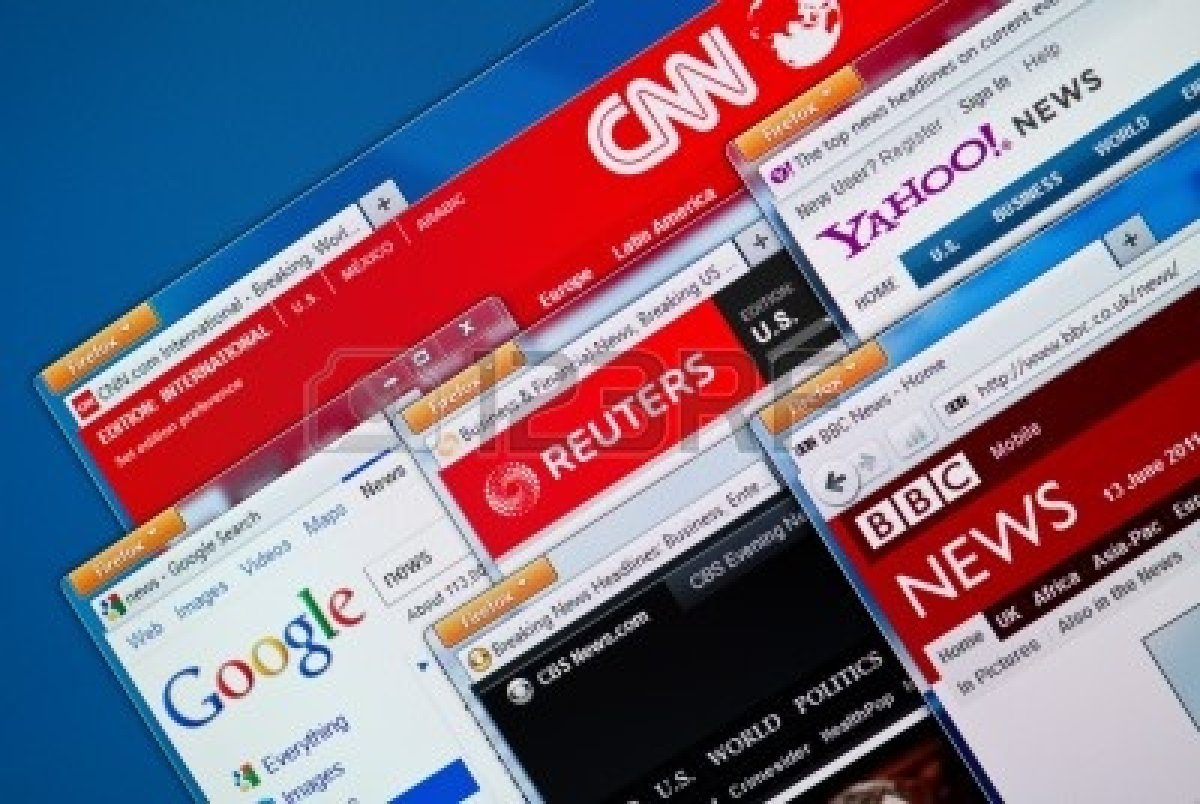 CNN
Firefox
CNN.com International - Breaking, Worl...
+
EDITION: INTERNATIONAL
U.S.
MÉXICO
ARABIC
Set edition preference
Europe
Latin America
Firefox
The top news headlines on current eve
New User? Register
Sign In
Help
YAHOO!® NEWS
HOME
U.S.
BUSINESS
WORLD
Firefox
Business & Financial News, Breaking US ...
+
REUTERS
EDITION:
U.S.
Firefox
BBC News - Home
+
http://www.bbc.co.uk/news/
BBC
Mobile
NEWS
13 June 201
Home
UK
Africa
Asia-Pac
In Pictures
Also in the News
Firefox
news - Google Search
Web
Images
Videos
Maps
News
Google
news
About 113,00
Everything
Images
Firefox
Breaking News Headlines: Business, Ente...
CBS News.com
CBS Evening N
U.S.
WORLD
POLITICS
Crimesider
HealthPop
123RF